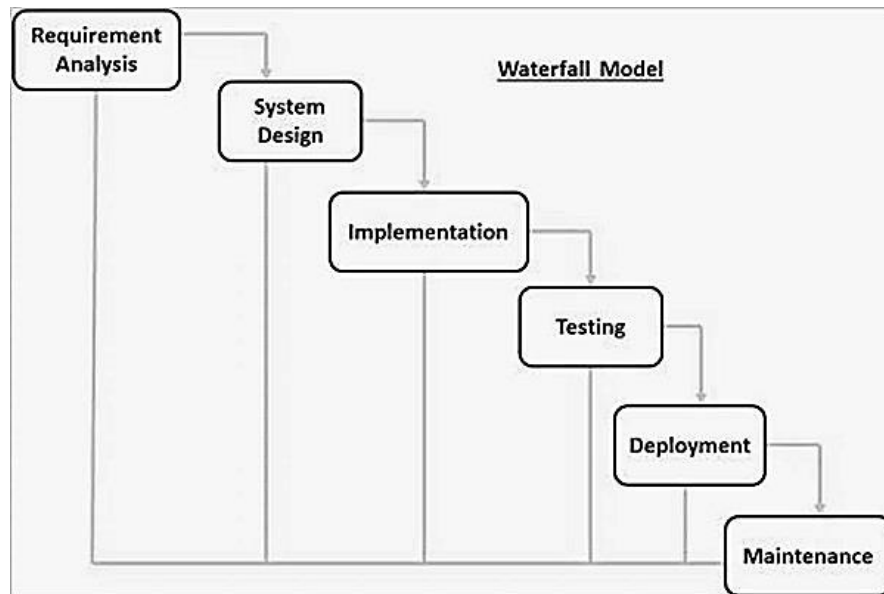 Requirement
Analysis
Waterfall Model
System
Design
Implementation
Testing
Deployment
Maintenance